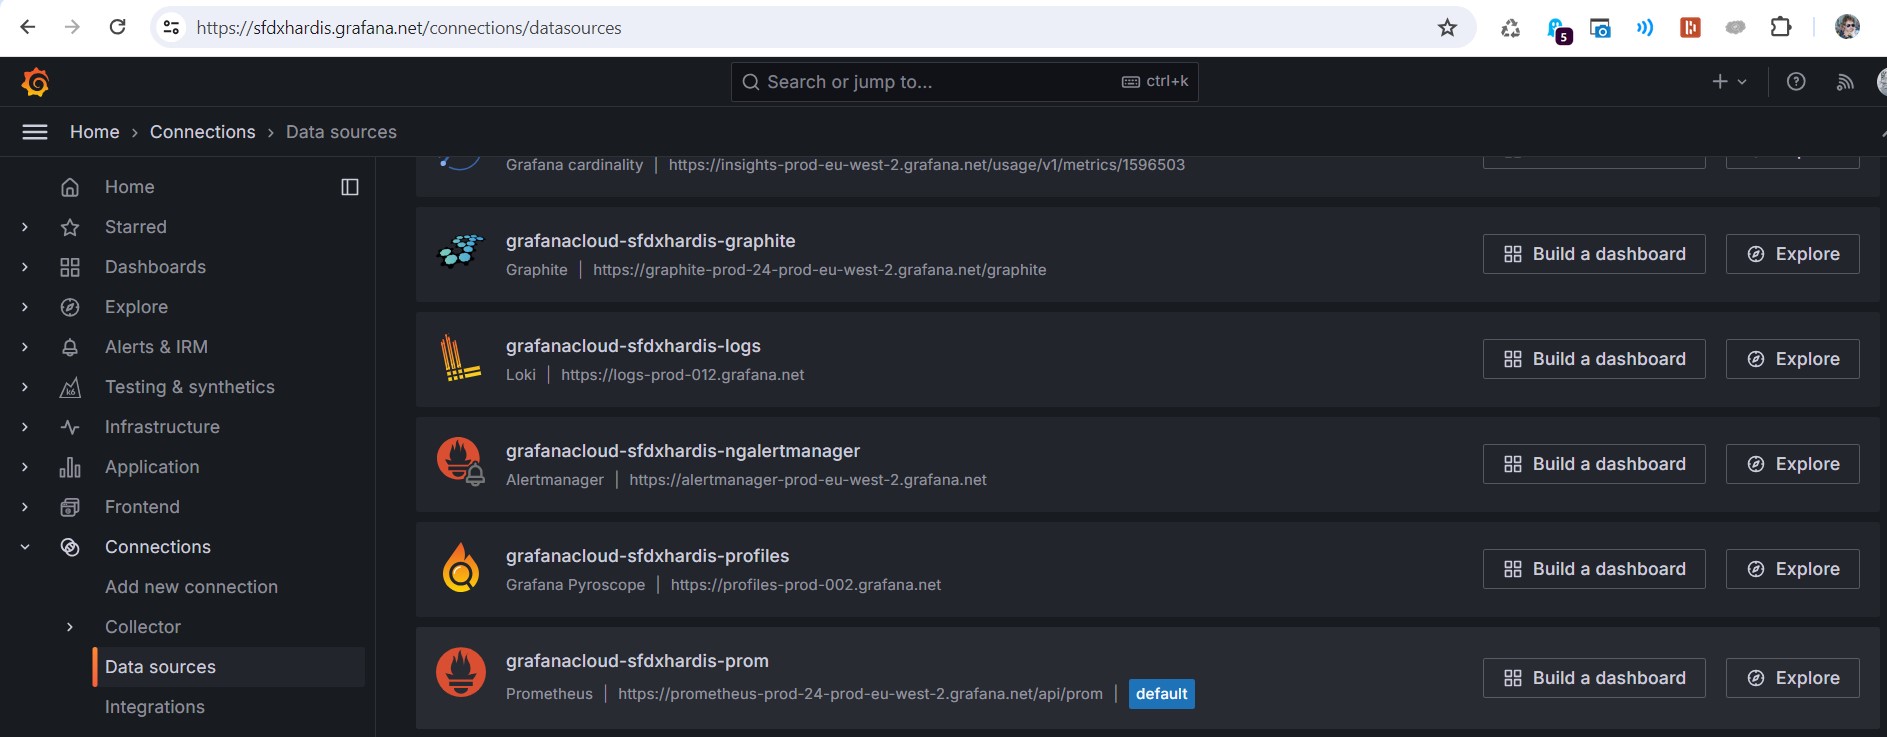 https://sfdxhardis.grafana.net/connections/datasources
5
Search or jump to...
ctrl+k
Home › Connections › Data sources
Home
Starred
Dashboards
Explore
Alerts & IRM
Testing & synthetics
Infrastructure
Application
Frontend
Connections
Add new connection
Collector
Data sources
Integrations
Grafana cardinality | https://insights-prod-eu-west-2.grafana.net/usage/v1/metrics/1596503
grafanacloud-sfdxhardis-graphite
Graphite | https://graphite-prod-24-prod-eu-west-2.grafana.net/graphite
Build a dashboard
Explore
grafanacloud-sfdxhardis-logs
Loki | https://logs-prod-012.grafana.net
Build a dashboard
Explore
grafanacloud-sfdxhardis-ngalertmanager
Alertmanager | https://alertmanager-prod-eu-west-2.grafana.net
Build a dashboard
Explore
grafanacloud-sfdxhardis-profiles
Grafana Pyroscope | https://profiles-prod-002.grafana.net
Build a dashboard
Explore
grafanacloud-sfdxhardis-prom
Prometheus | https://prometheus-prod-24-prod-eu-west-2.grafana.net/api/prom | default
Build a dashboard
Explore